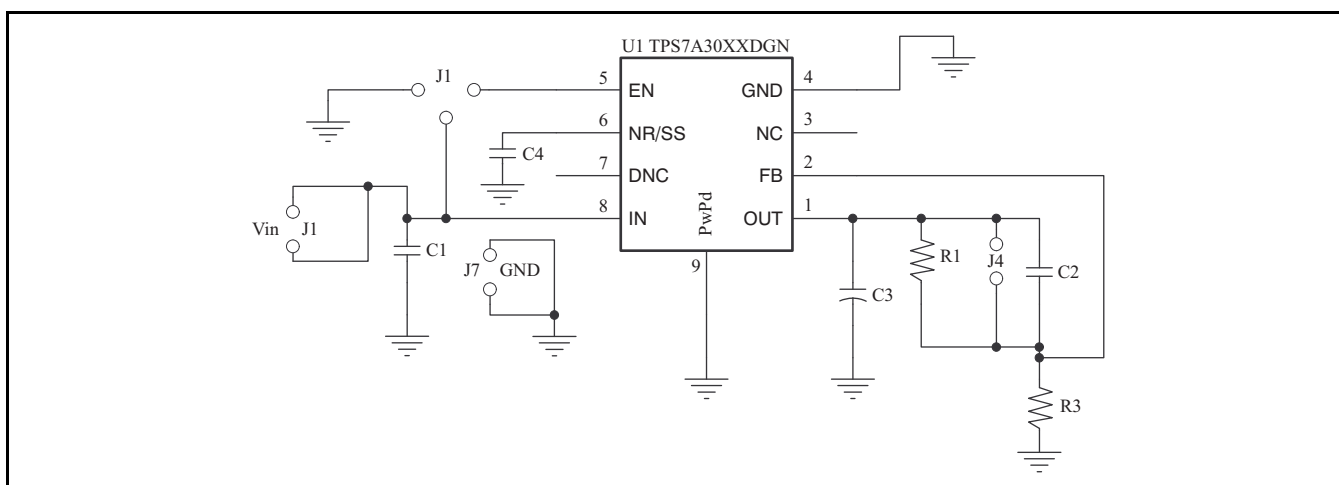 U1 TPS7A30XXDGN
J1
5
EN
GND
4
6
NR/SS
NC
3
C4
7
DNC
FB
2
Vin
J1
8
IN
PwPd
OUT
1
C1
J7
GND
9
R1
J4
C2
C3
R3